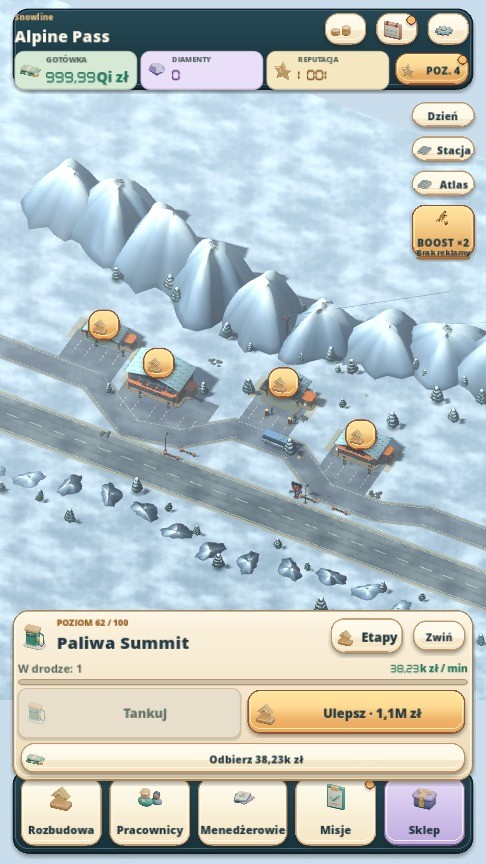 Snowline
Alpine Pass
GOTÓWKA
999,99Qi zł
DIAMENTY
0
REPUTACJA
POZ. 4
Dzień
Stacja
Atlas
BOOST ×2
Brak reklamy
POZIOM 62 / 100
Paliwa Summit
Etapy
Zwiń
W drodze: 1
38,23k zł / min
Tankuj
Ulepsz · 1,1M zł
Odbierz 38,23k zł
Rozbudowa
Pracownicy
Menedżerowie
Misje
Sklep